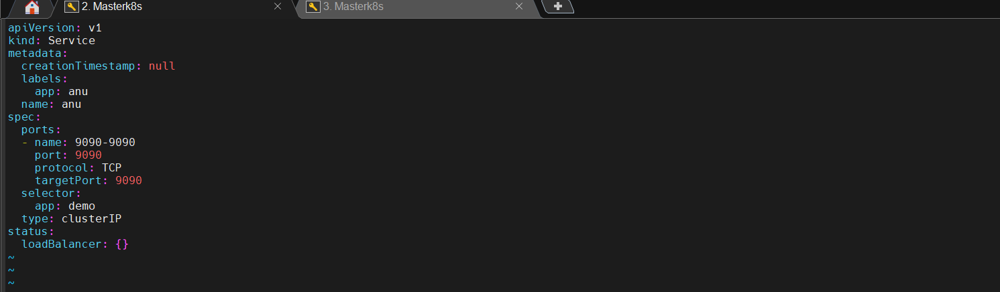 2. Masterk8s
3. Masterk8s
apiVersion: v1
kind: Service
metadata:
  creationTimestamp: null
  labels:
    app: anu
  name: anu
spec:
  ports:
  - name: 9090-9090
    port: 9090
    protocol: TCP
    targetPort: 9090
  selector:
    app: demo
  type: clusterIP
status:
  loadBalancer: {}
~
~
~